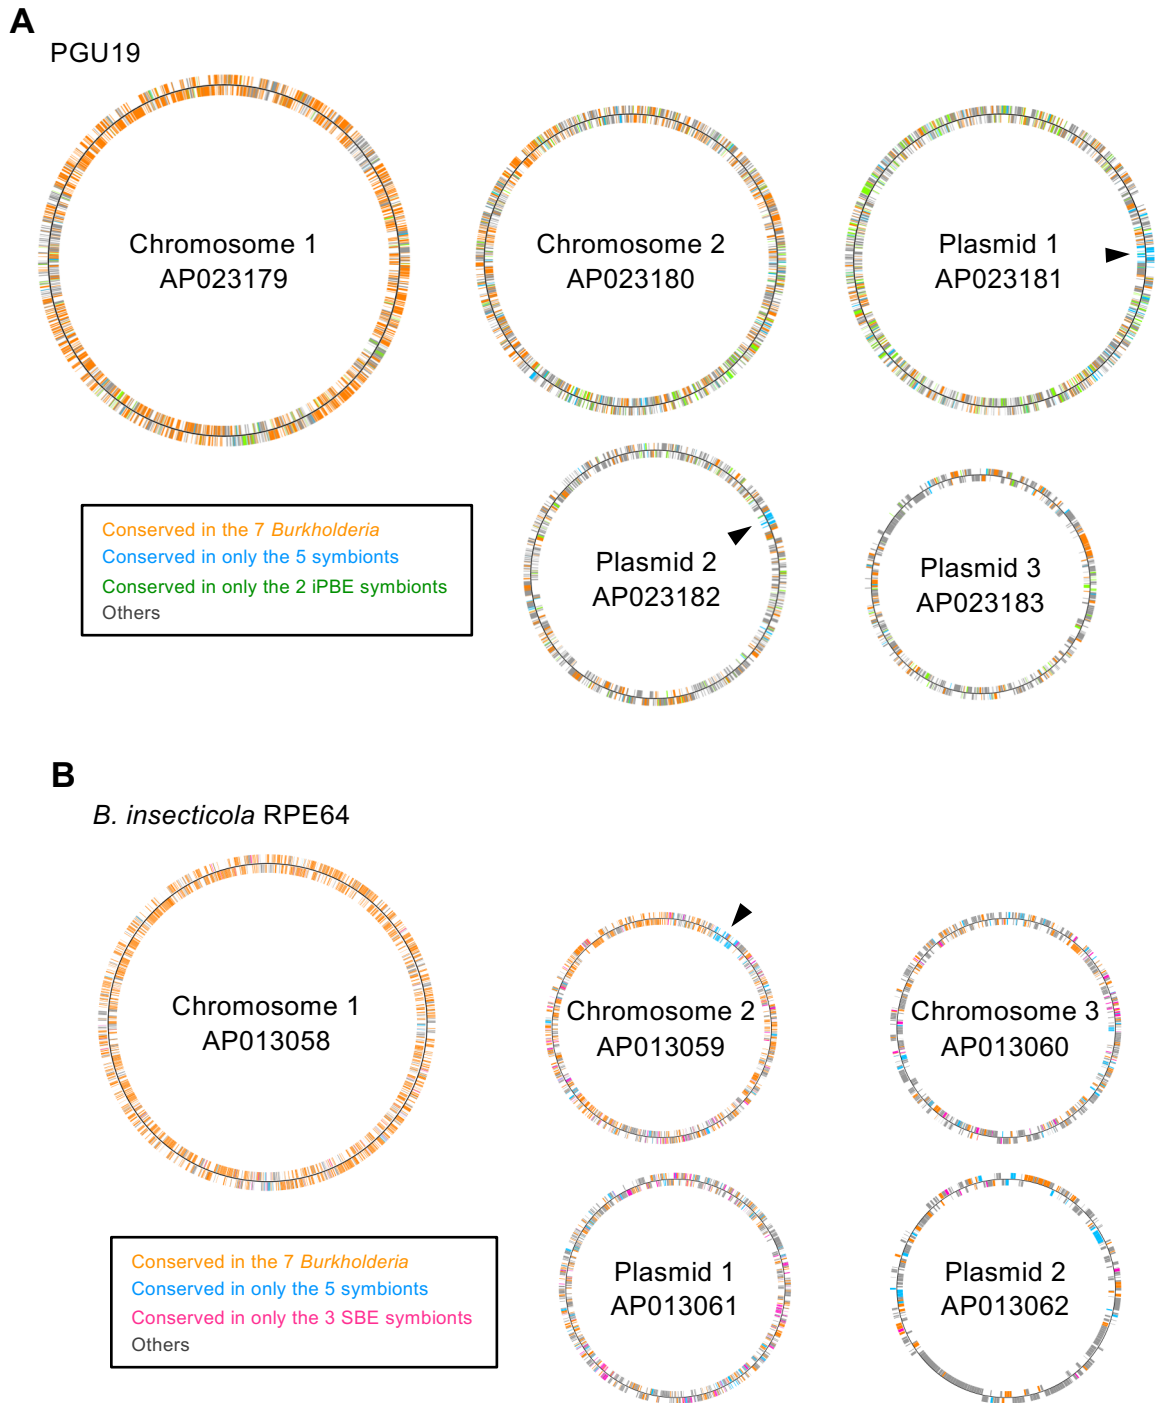 A
PGU19
Chromosome 1
AP023179
Chromosome 2
AP023180
Plasmid 1
AP023181
Conserved in the 7 Burkholderia
Conserved in only the 5 symbionts
Conserved in only the 2 iPBE symbionts
Others
Plasmid 2
AP023182
Plasmid 3
AP023183
B
B. insecticola RPE64
Chromosome 1
AP013058
Chromosome 2
AP013059
Chromosome 3
AP013060
Conserved in the 7 Burkholderia
Conserved in only the 5 symbionts
Conserved in only the 3 SBE symbionts
Others
Plasmid 1
AP013061
Plasmid 2
AP013062